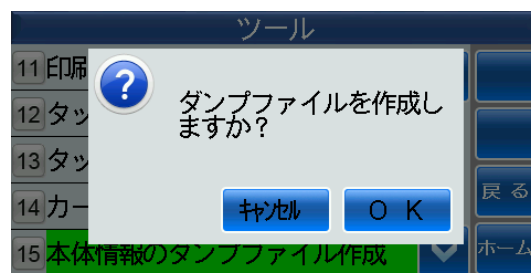 ツール
11 印刷
ダンプファイルを作成し
ますか？
12 タッ
13 タッ
戻る
14 カー
キャンセル
ＯＫ
15 本体情報のダンプファイル作成
ホーム